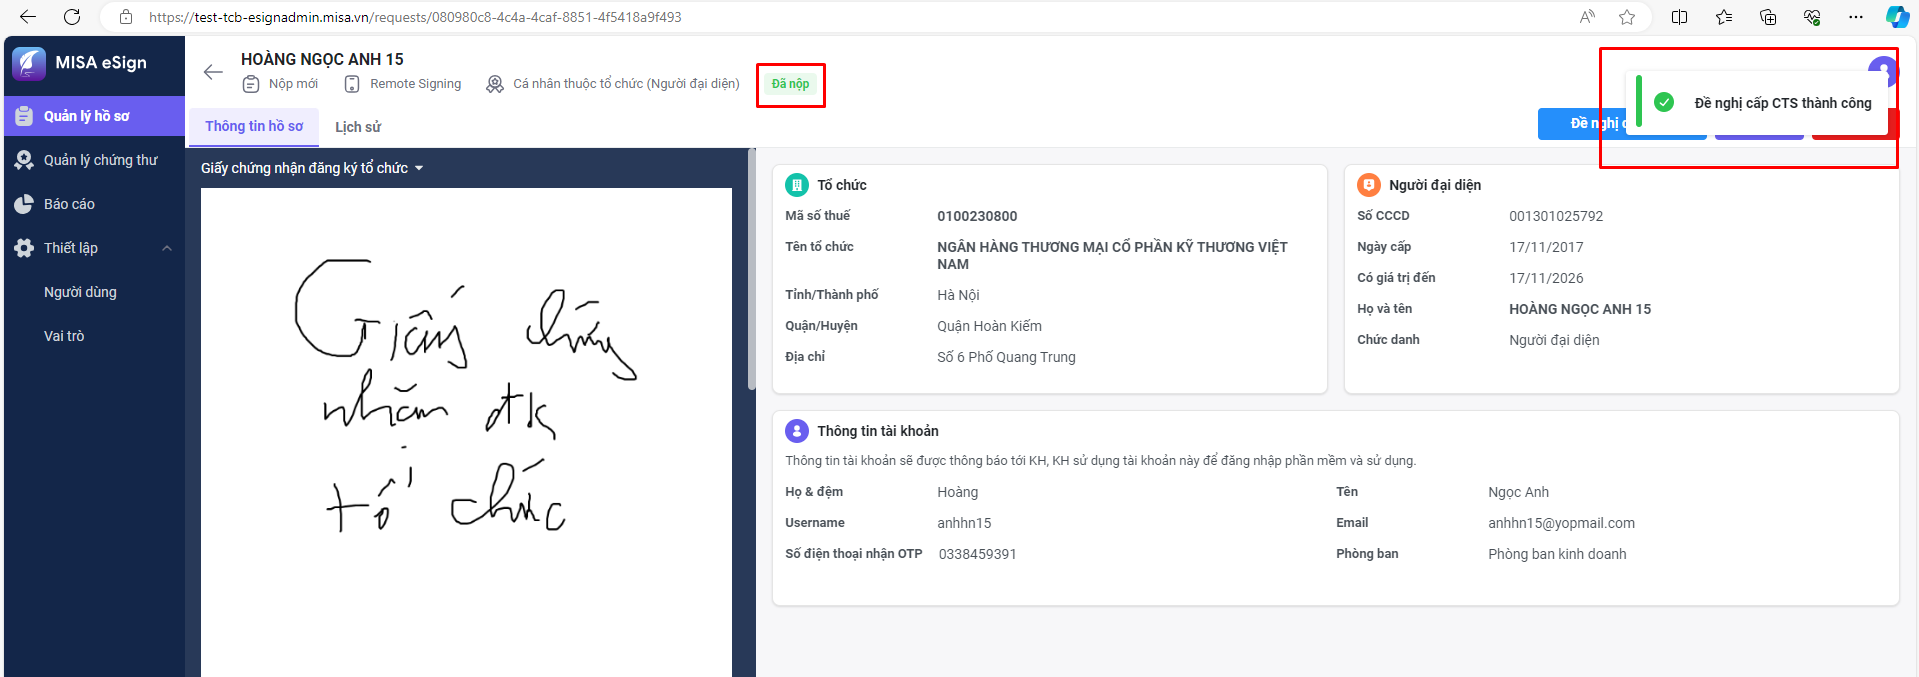 https://test-tcb-esignadmin.misa.vn/requests/080980c8-4c4a-4caf-8851-4f5418a9f493
MISA eSign
Quản lý hồ sơ
Quản lý chứng thư
Báo cáo
Thiết lập
Người dùng
Vai trò
HOÀNG NGỌC ANH 15
Nộp mới
Remote Signing
Cá nhân thuộc tổ chức (Người đại diện)
Đã nộp
Đề nghị cấp CTS thành công
Đề nghị
Thông tin hồ sơ
Lịch sử
Giấy chứng nhận đăng ký tổ chức
Giấy chứng
nhận đk
tổ chức
Tổ chức
Mã số thuế 0100230800
Tên tổ chức NGÂN HÀNG THƯƠNG MẠI CỔ PHẦN KỸ THƯƠNG VIỆT
NAM
Tỉnh/Thành phố Hà Nội
Quận/Huyện Quận Hoàn Kiếm
Địa chỉ Số 6 Phố Quang Trung
Người đại diện
Số CCCD 001301025792
Ngày cấp 17/11/2017
Có giá trị đến 17/11/2026
Họ và tên HOÀNG NGỌC ANH 15
Chức danh Người đại diện
Thông tin tài khoản
Thông tin tài khoản sẽ được thông báo tới KH, KH sử dụng tài khoản này để đăng nhập phần mềm và sử dụng.
Họ & đệm Hoàng Tên Ngọc Anh
Username anhhn15 Email anhhn15@yopmail.com
Số điện thoại nhận OTP 0338459391 Phòng ban Phòng ban kinh doanh